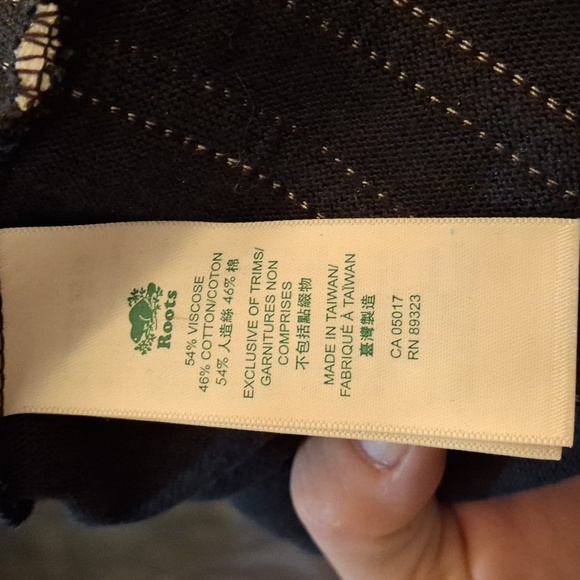 Roots
54% VISCOSE
46% COTTON/COTON
54% 人造絲 46% 棉
EXCLUSIVE OF TRIMS/
GARNITURES NON
COMPRISES
不包括點綴物
MADE IN TAIWAN/
FABRIQUÉ À TAÏWAN
臺灣製造
CA 05017
RN 89323